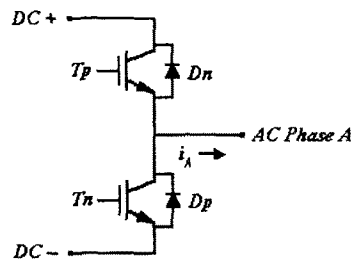 DC +
Tp
Dn
AC Phase A
i_A
Tn
Dp
DC –